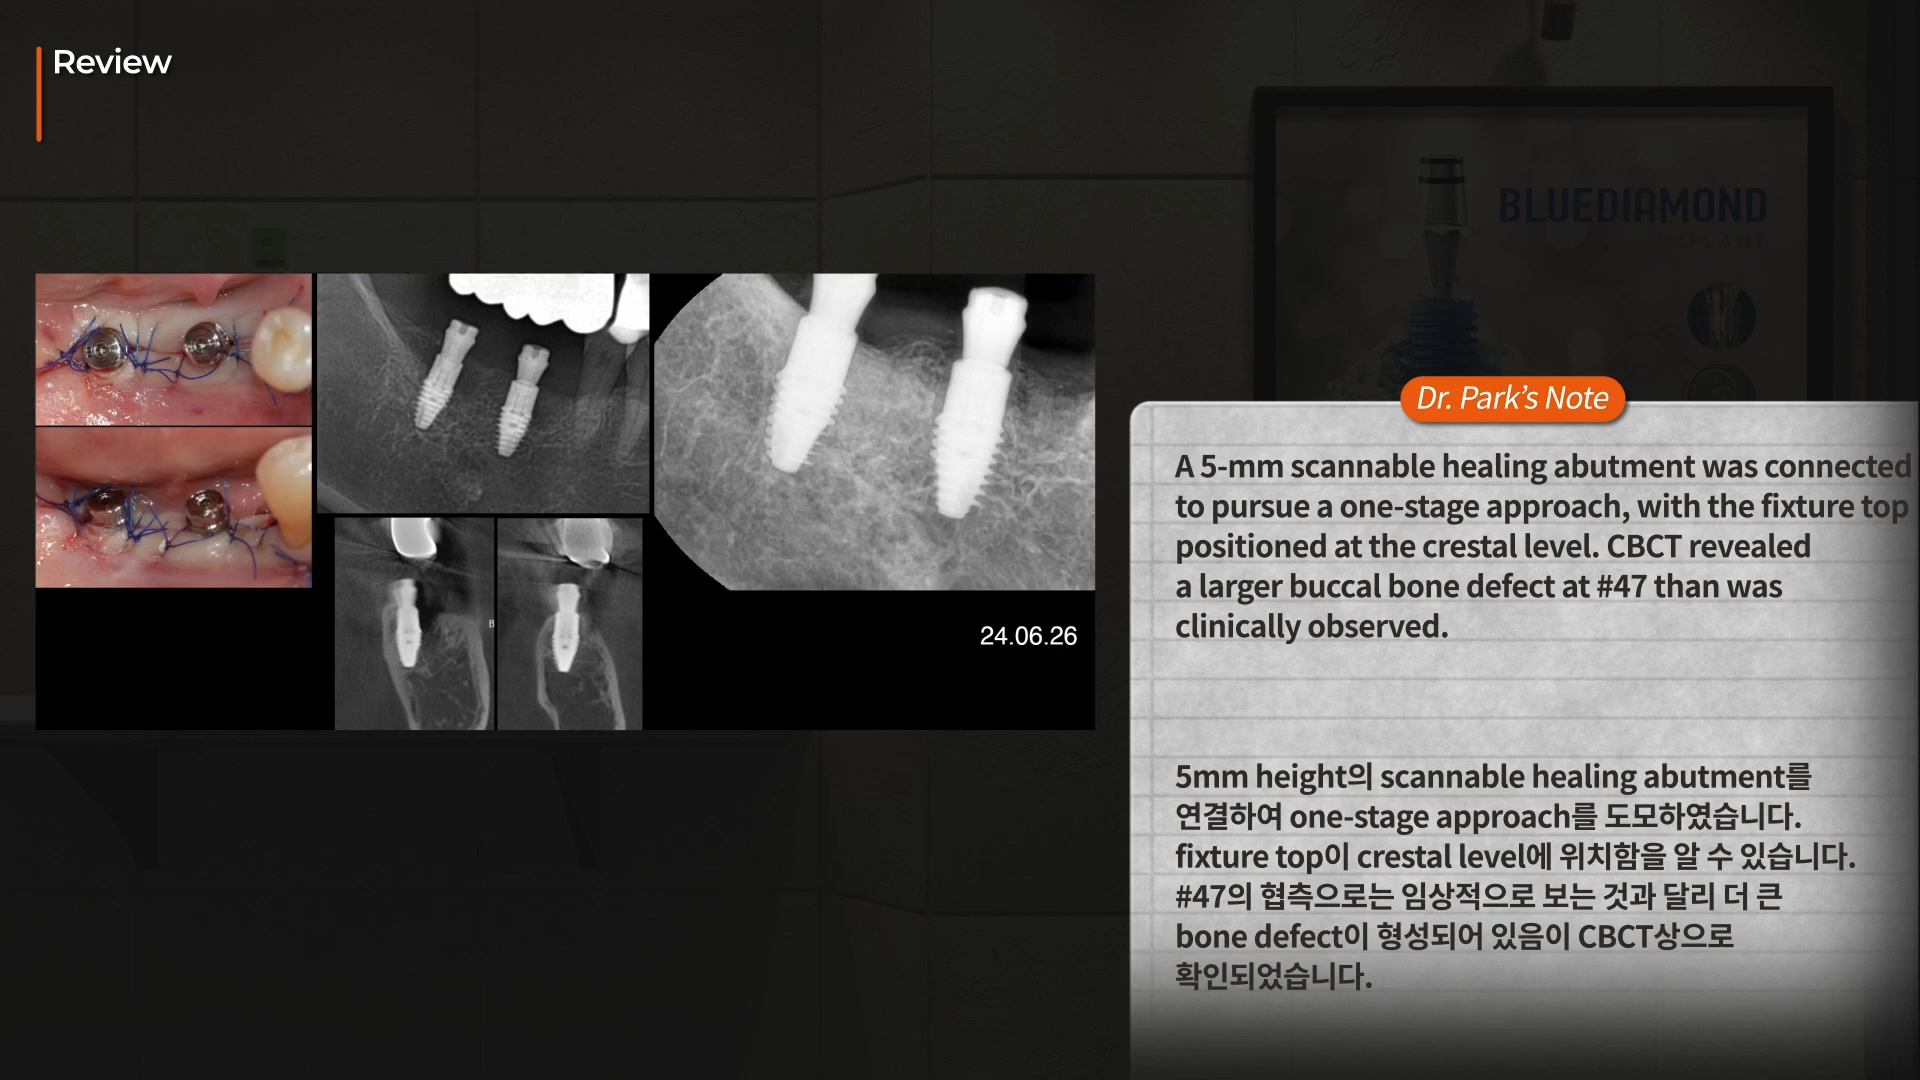 Review
BLUEDIAMOND
IMPLANT
B
24.06.26
Dr. Park's Note
A 5-mm scannable healing abutment was connected
to pursue a one-stage approach, with the fixture top
positioned at the crestal level. CBCT revealed
a larger buccal bone defect at #47 than was
clinically observed.
5mm height의 scannable healing abutment를
연결하여 one-stage approach를 도모하였습니다.
fixture top이 crestal level에 위치함을 알 수 있습니다.
#47의 협측으로는 임상적으로 보는 것과 달리 더 큰
bone defect이 형성되어 있음이 CBCT상으로
확인되었습니다.